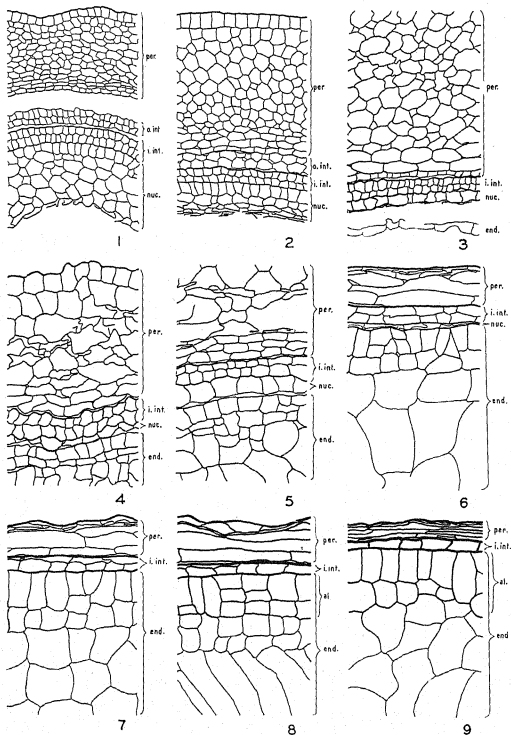 per.
o. int
i. int.
nuc.
1
per
o. int.
i. int.
nuc.
2
per.
i. int.
nuc.
end.
3
per.
i. int.
nuc.
end.
4
per.
i. int.
nuc.
end.
5
per.
i. int.
nuc.
end.
6
per.
i. int.
end.
7
per.
i. int.
al
end.
8
per.
i. int.
al.
end
9